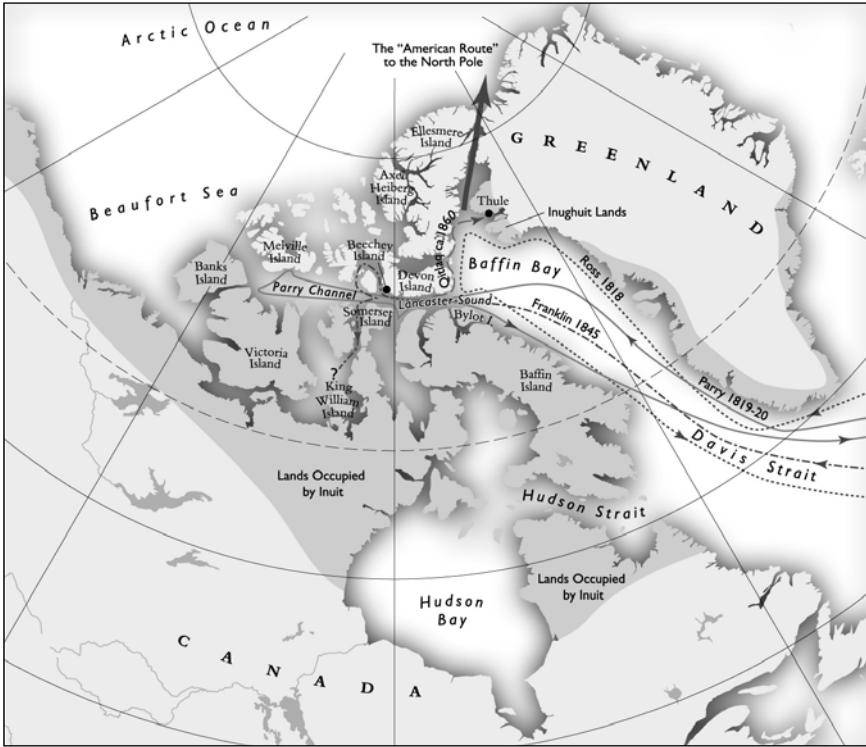 Arctic Ocean
The "American Route"
to the North Pole
Ellesmere
Island
GREENLAND
Axel
Heiberg
Island
Beaufort Sea
Thule
Inughuit Lands
Qitdlaq ca. 1860
Melville
Island
Beechey
Island
Banks
Island
Devon
Island
Baffin Bay
Ross 1818
Parry Channel
Lancaster Sound
Somerset
Island
Bylot I.
Franklin 1845
Victoria
Island
?
King
William
Island
Baffin
Island
Parry 1819-20
Davis Strait
Lands Occupied
by Inuit
Hudson Strait
Lands Occupied
by Inuit
Hudson
Bay
CANADA